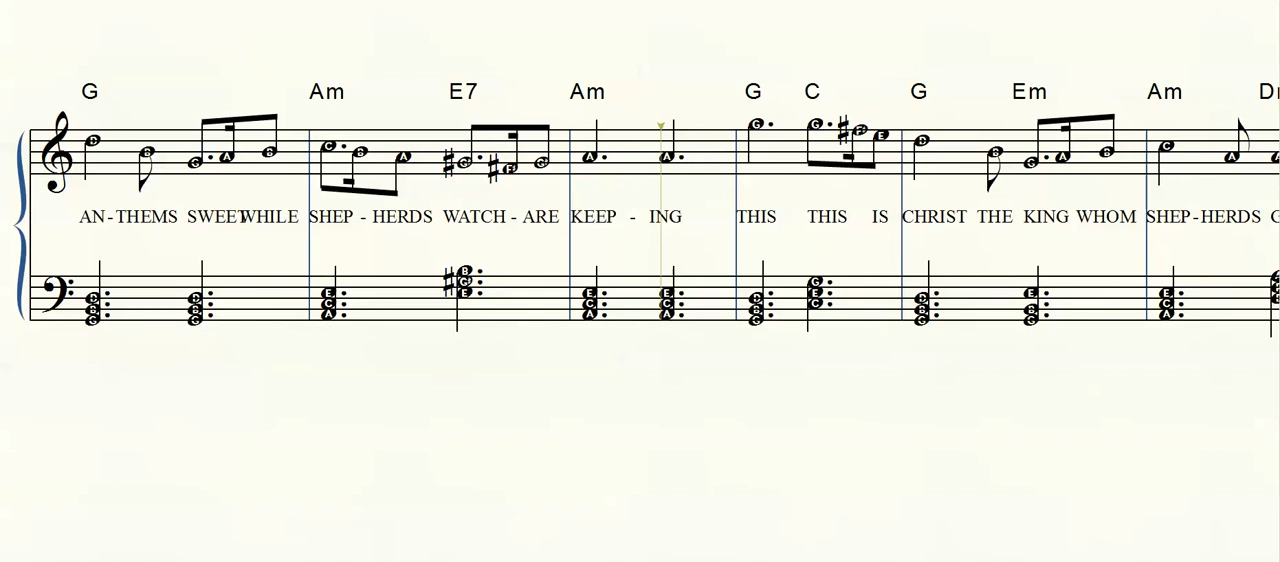 G Am E7 Am G C G Em Am
AN-THEMS SWEET WHILE SHEP - HERDS WATCH - ARE KEEP - ING THIS THIS IS CHRIST THE KING WHOM SHEP-HERDS G